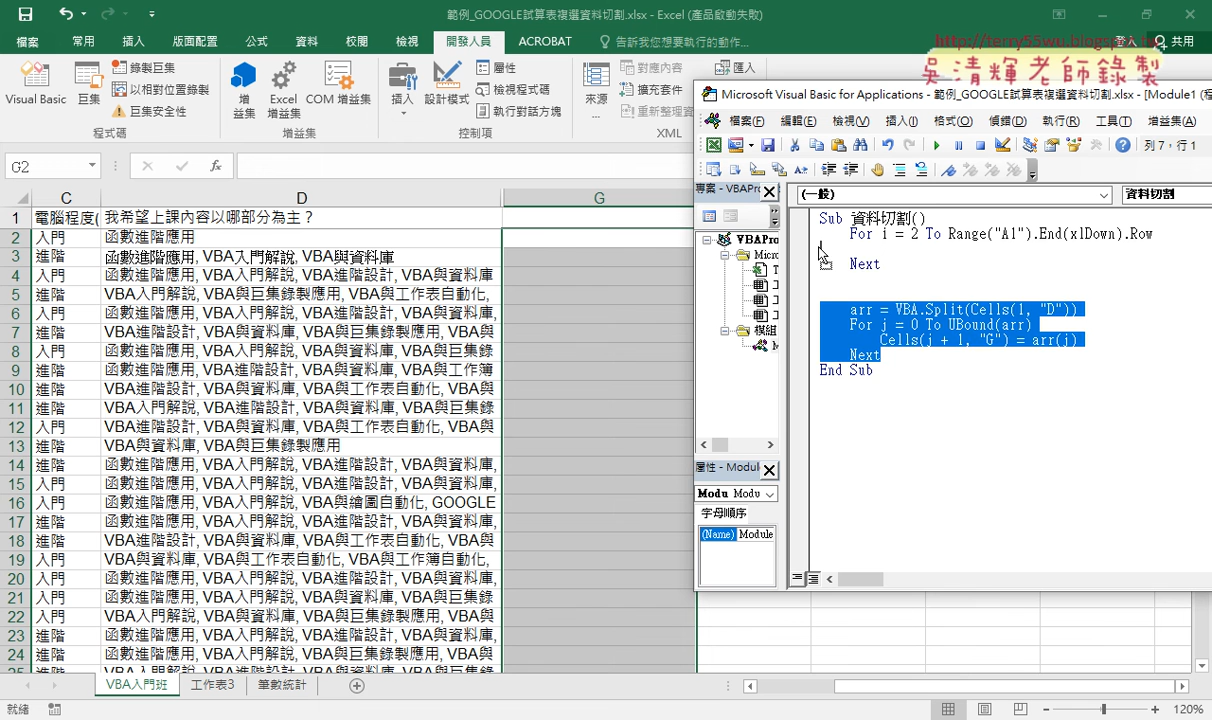 範例_GOOGLE試算表複選資料切割.xlsx - Excel (產品啟動失敗)
檔案 常用 插入 版面配置 公式 資料 校閱 檢視 開發人員 ACROBAT 告訴我您想要執行的動作... 登入 共用
http://terry55wu.blogspot.tw
吳清輝老師錄製
Visual Basic 巨集 錄製巨集 以相對位置錄製 巨集安全性 程式碼
增益集 Excel 增益集 COM 增益集 增益集
插入 設計模式 屬性 檢視程式碼 執行對話方塊 控制項
來源 ... 對應內容 擴充套件 重新整理資 匯入 XML
G2 fx
C D G
1 電腦程度( 我希望上課內容以哪部分為主？
2 入門 函數進階應用
3 進階 函數進階應用, VBA入門解說, VBA與資料庫
4 入門 函數進階應用, VBA入門解說, VBA進階設計, VBA與資料庫
5 進階 VBA入門解說, VBA與巨集錄製應用, VBA與工作表自動化,
6 入門 函數進階應用, VBA入門解說, VBA進階設計, VBA與資料庫
7 進階 VBA進階設計, VBA與資料庫, VBA與巨集錄製應用, VBA與
8 入門 函數進階應用, VBA入門解說, VBA與資料庫, VBA與巨集錄
9 進階 函數進階應用, VBA進階設計, VBA與資料庫, VBA與工作簿
10 入門 函數進階應用, VBA與資料庫, VBA與工作表自動化, VBA與
11 入門 VBA入門解說, VBA進階設計, VBA與資料庫, VBA與巨集錄
12 入門 函數進階應用, VBA入門解說, VBA與工作表自動化, VBA與
13 進階 VBA與資料庫, VBA與巨集錄製應用
14 進階 函數進階應用, VBA入門解說, VBA進階設計, VBA與資料庫,
15 進階 函數進階應用, VBA入門解說, VBA進階設計, VBA與資料庫,
16 入門 函數進階應用, VBA入門解說, VBA與繪圖自動化, GOOGLE
17 進階 函數進階應用, VBA入門解說, VBA進階設計, VBA與資料庫,
18 進階 函數進階應用, VBA進階設計, VBA與工作表自動化, VBA與
19 入門 VBA與資料庫, VBA與工作表自動化, VBA與工作簿自動化,
20 入門 函數進階應用, VBA入門解說, VBA進階設計, VBA與資料庫,
21 入門 函數進階應用, VBA入門解說, VBA與資料庫, VBA與巨集錄
22 入門 VBA入門解說, VBA進階設計, VBA與巨集錄製應用, VBA與
23 進階 函數進階應用, VBA入門解說, VBA進階設計, VBA與資料庫,
24 入門 函數進階應用, VBA入門解說, VBA與巨集錄製應用, VBA與
VBA入門班 工作表3 筆數統計
就緒 120%
Microsoft Visual Basic for Applications - 範例_GOOGLE試算表複選資料切割.xlsx - [Module1 (程
檔案(F) 編輯(E) 檢視(V) 插入(I) 格式(O) 偵錯(D) 執行(R) 工具(T) 增益集(A)
列 7，行 1
專案 - VBAPro
VBAPro
Micro
模組
屬性 - Modul
Modu Modu
字母順序
(Name) Module
(一般) 資料切割
Sub 資料切割()
For i = 2 To Range("A1").End(xlDown).Row
Next
arr = VBA.Split(Cells(1, "D"))
For j = 0 To UBound(arr)
Cells(j + 1, "G") = arr(j)
Next
End Sub